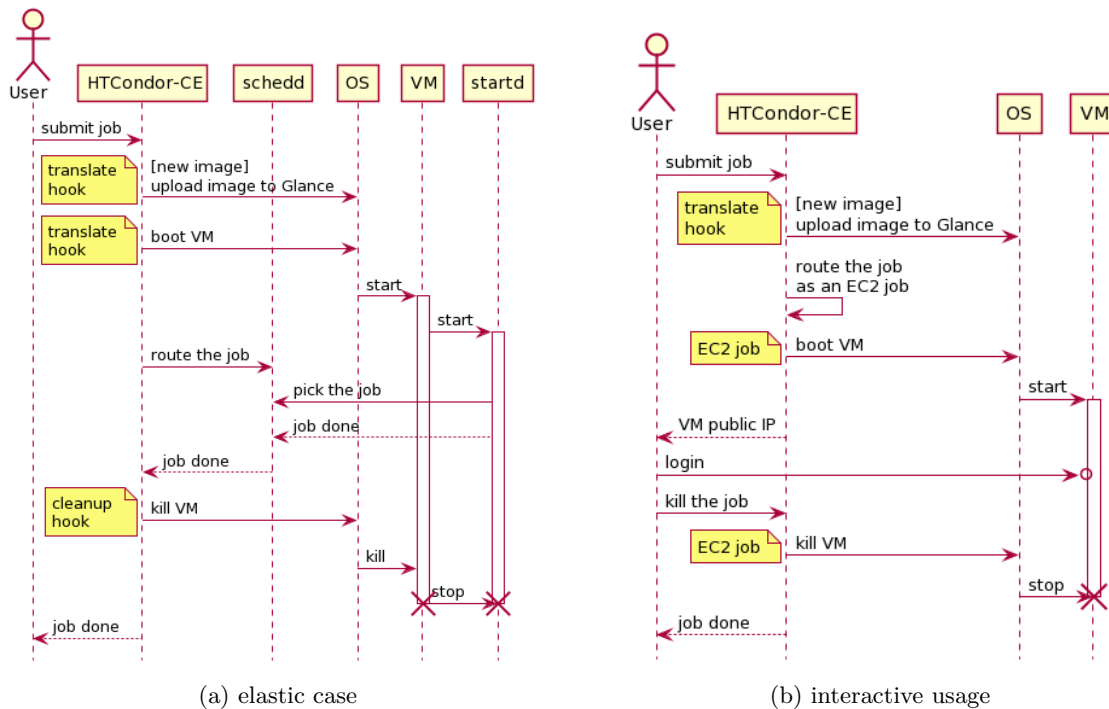 User
HTCondor-CE
schedd
OS
VM
startd
submit job
translate
hook
[new image]
upload image to Glance
translate
hook
boot VM
start
start
route the job
pick the job
job done
job done
cleanup
hook
kill VM
kill
stop
job done
(a) elastic case
User
HTCondor-CE
OS
VM
submit job
translate
hook
[new image]
upload image to Glance
route the job
as an EC2 job
EC2 job
boot VM
start
VM public IP
login
kill the job
EC2 job
kill VM
stop
job done
(b) interactive usage